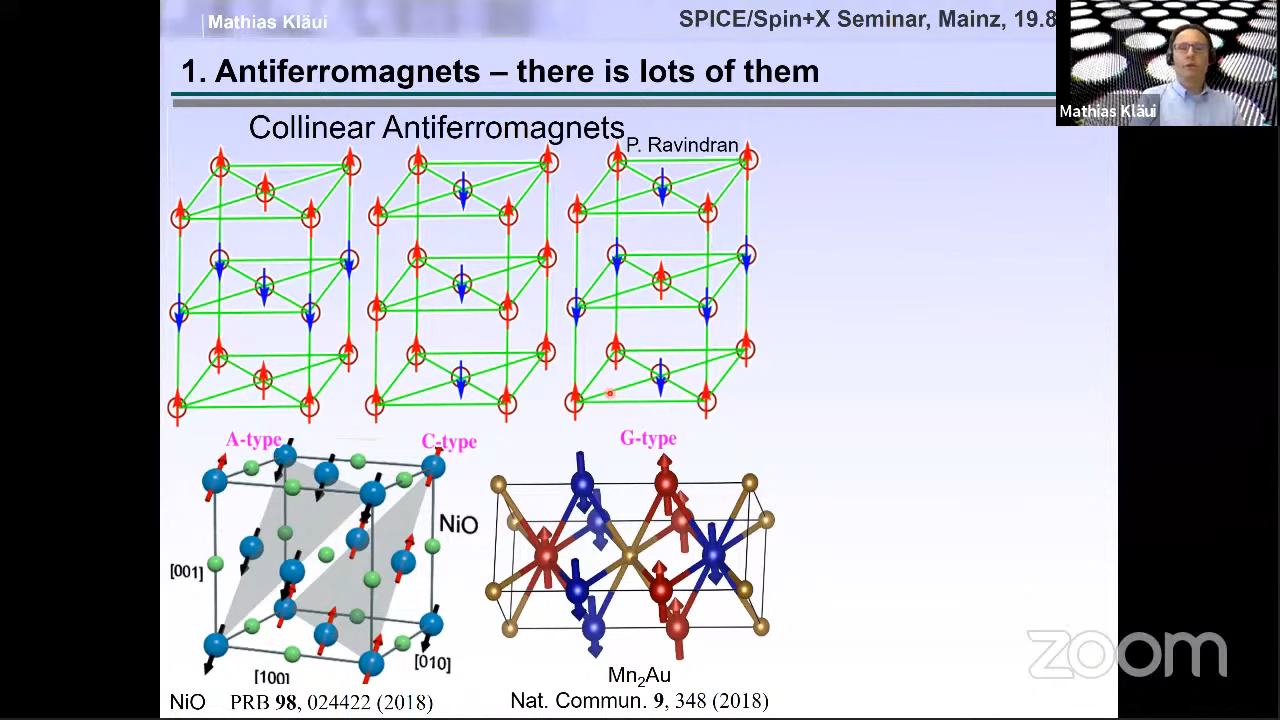 Mathias Kläui
SPICE/Spin+X Seminar, Mainz, 19.8
1. Antiferromagnets – there is lots of them
Mathias Kläui
Collinear Antiferromagnets
P. Ravindran
A-type
C-type
G-type
NiO
[001]
[100]
[010]
Mn2Au
NiO PRB 98, 024422 (2018)
Nat. Commun. 9, 348 (2018)
zoom